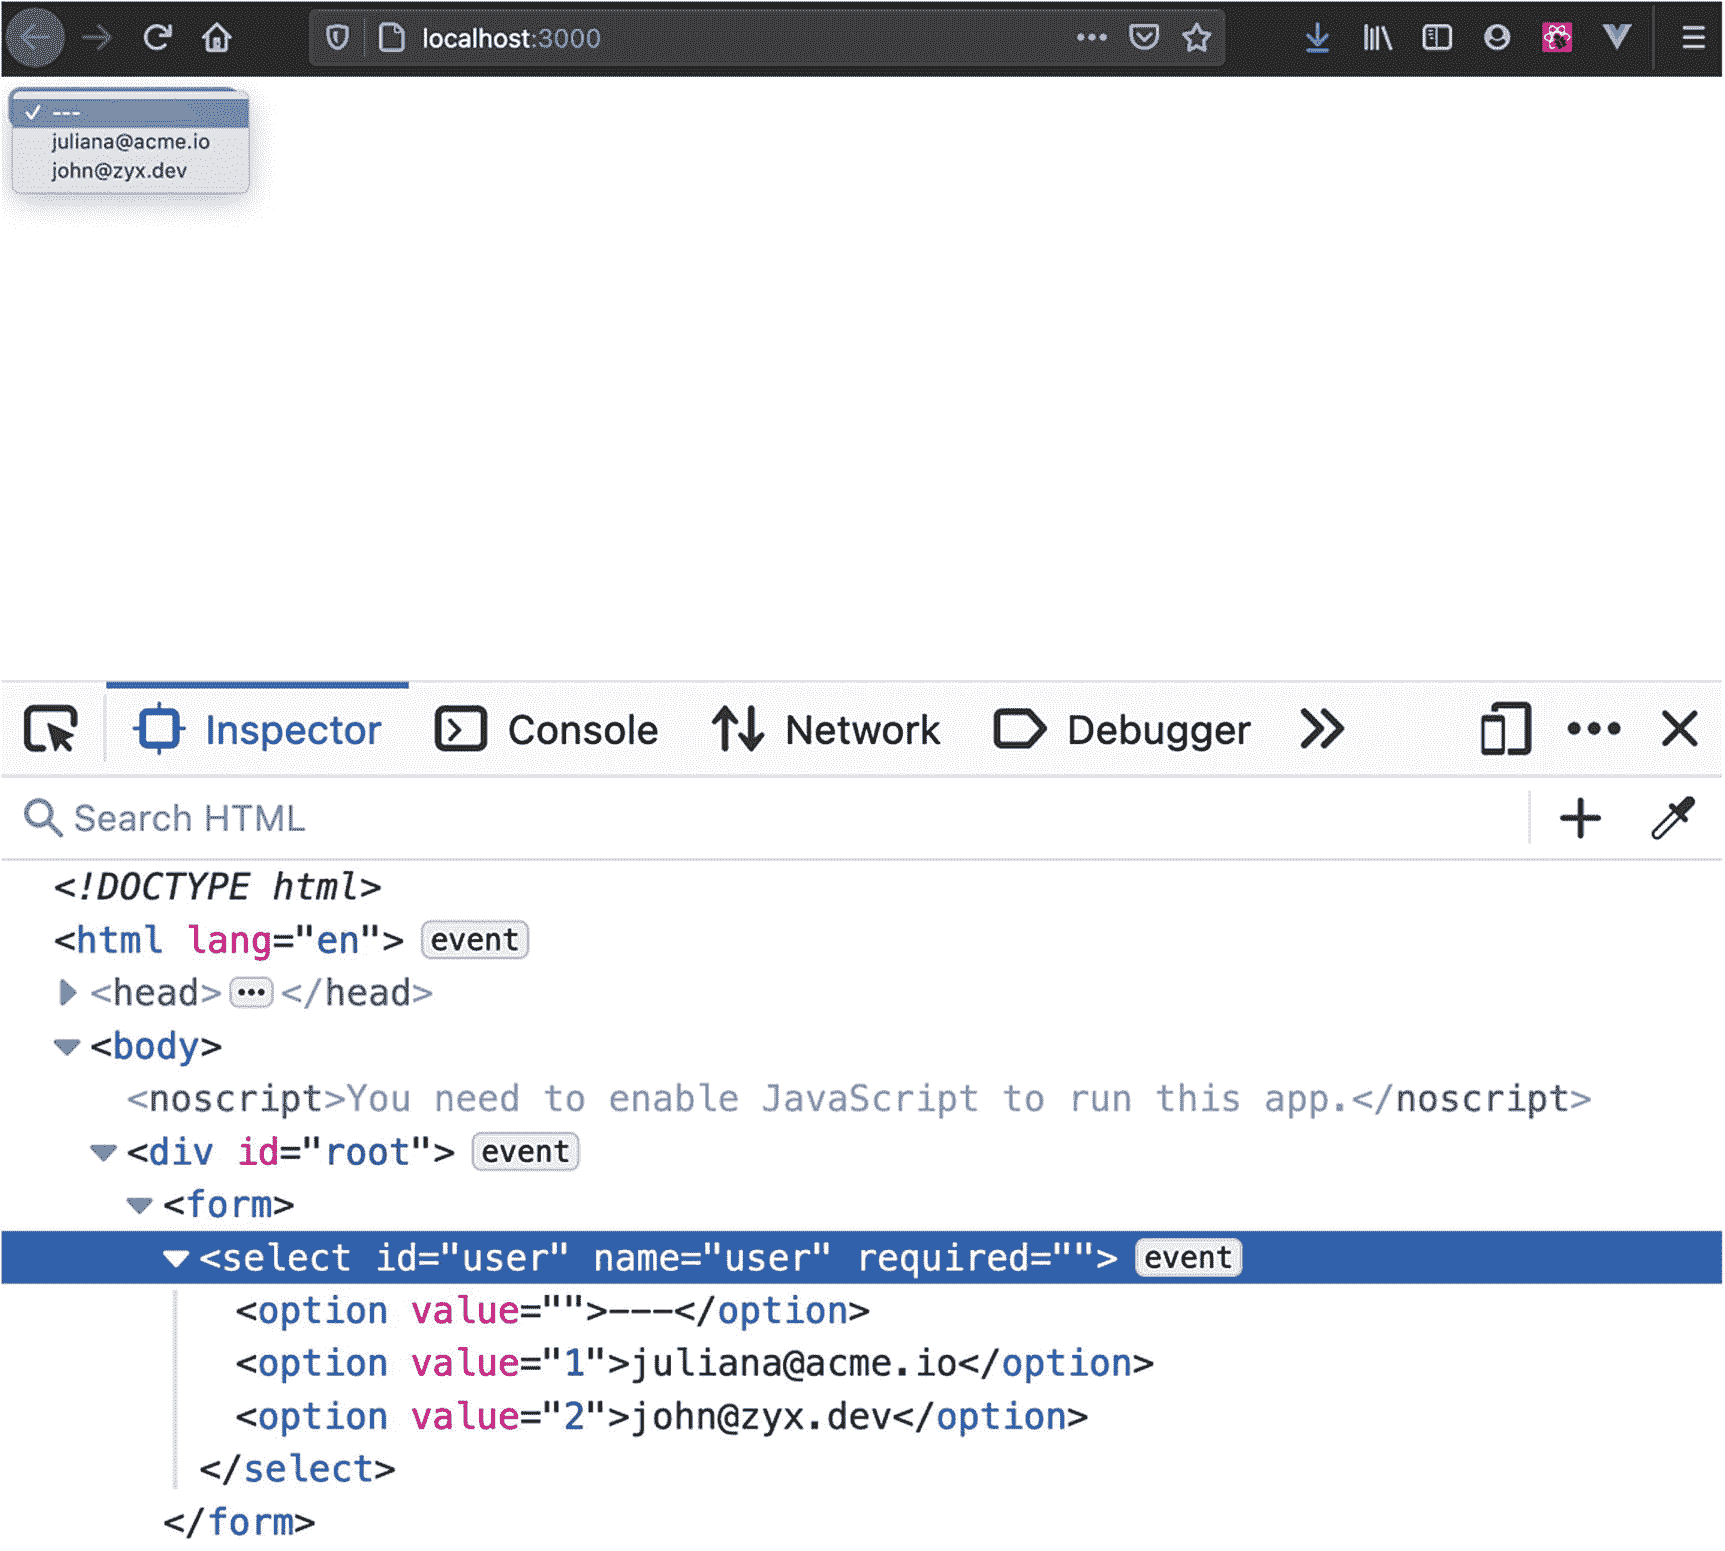 localhost:3000
✓ ---
juliana@acme.io
john@zyx.dev
Inspector Console Network Debugger
Search HTML
<!DOCTYPE html>
<html lang="en"> event
<head> ••• </head>
<body>
<noscript>You need to enable JavaScript to run this app.</noscript>
<div id="root"> event
<form>
<select id="user" name="user" required=""> event
<option value="">---</option>
<option value="1">juliana@acme.io</option>
<option value="2">john@zyx.dev</option>
</select>
</form>